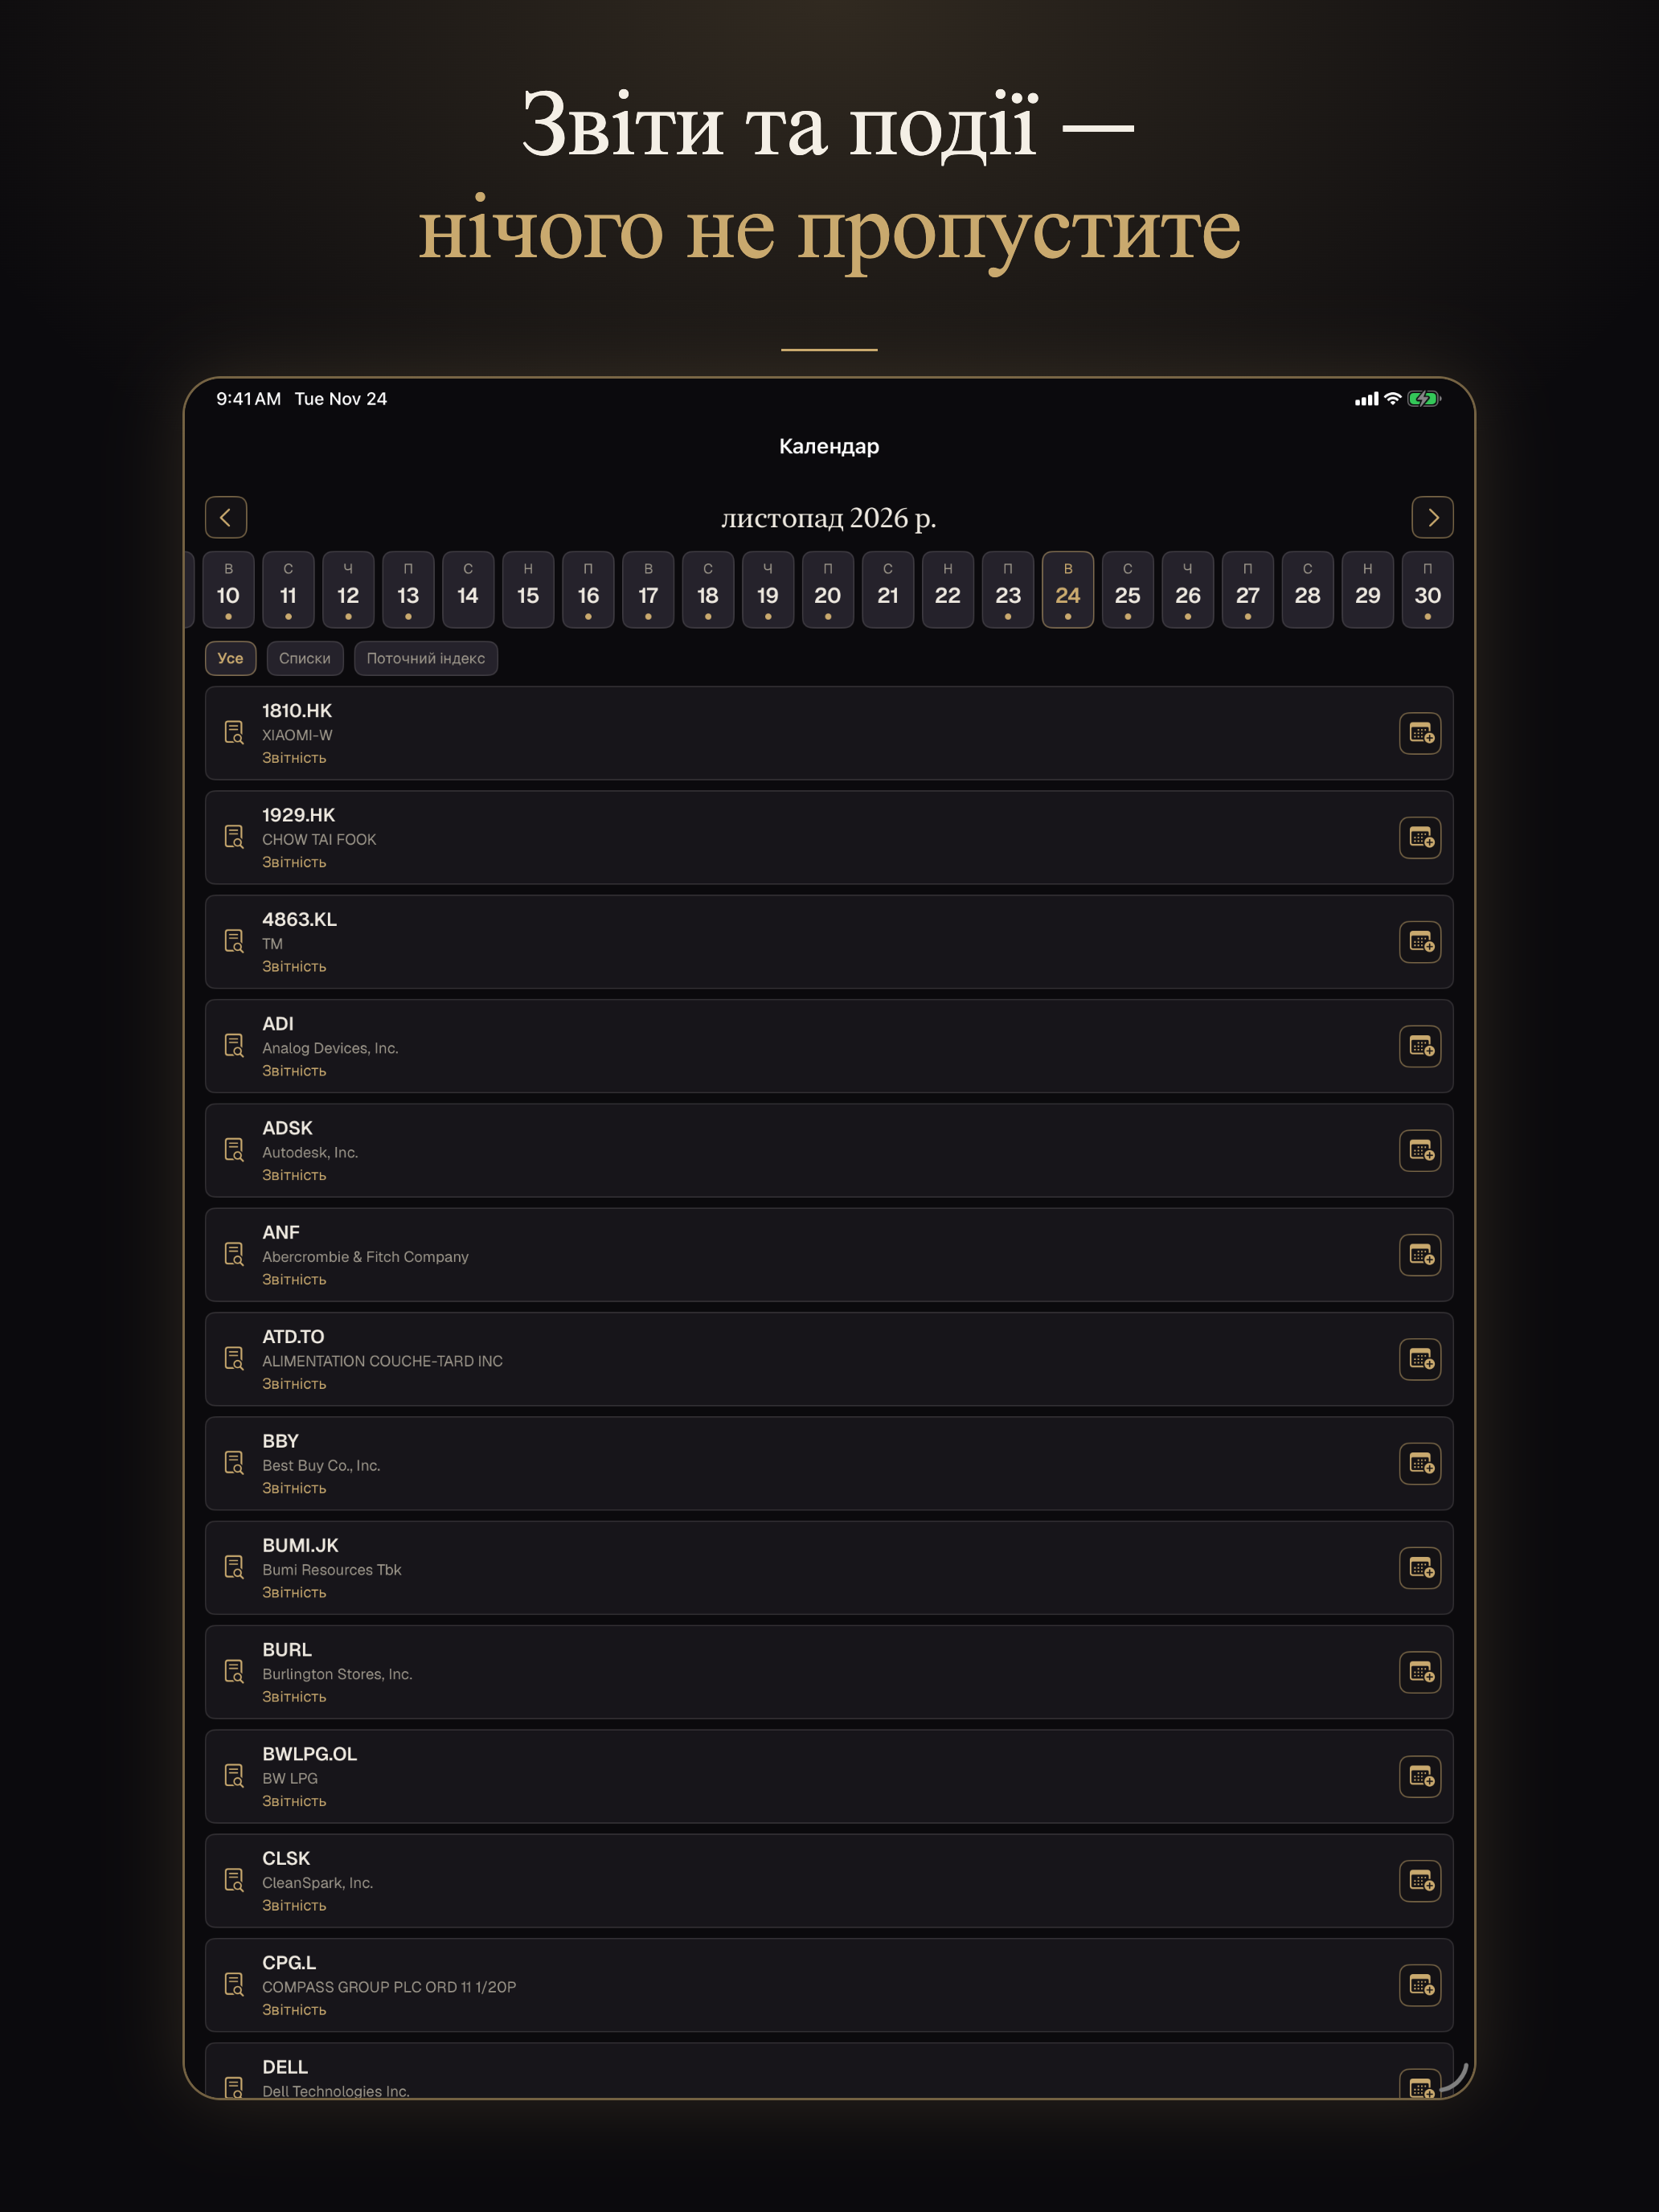 Звіти та події —
нічого не пропустите
9:41 AM Tue Nov 24
Календар
листопад 2026 р.
В С Ч П С Н П В С Ч П С Н П В С Ч П С Н П
10 11 12 13 14 15 16 17 18 19 20 21 22 23 24 25 26 27 28 29 30
Усе Списки Поточний індекс
1810.HK
XIAOMI-W
Звітність
1929.HK
CHOW TAI FOOK
Звітність
4863.KL
TM
Звітність
ADI
Analog Devices, Inc.
Звітність
ADSK
Autodesk, Inc.
Звітність
ANF
Abercrombie & Fitch Company
Звітність
ATD.TO
ALIMENTATION COUCHE-TARD INC
Звітність
BBY
Best Buy Co., Inc.
Звітність
BUMI.JK
Bumi Resources Tbk
Звітність
BURL
Burlington Stores, Inc.
Звітність
BWLPG.OL
BW LPG
Звітність
CLSK
CleanSpark, Inc.
Звітність
CPG.L
COMPASS GROUP PLC ORD 11 1/20P
Звітність
DELL
Dell Technologies Inc.